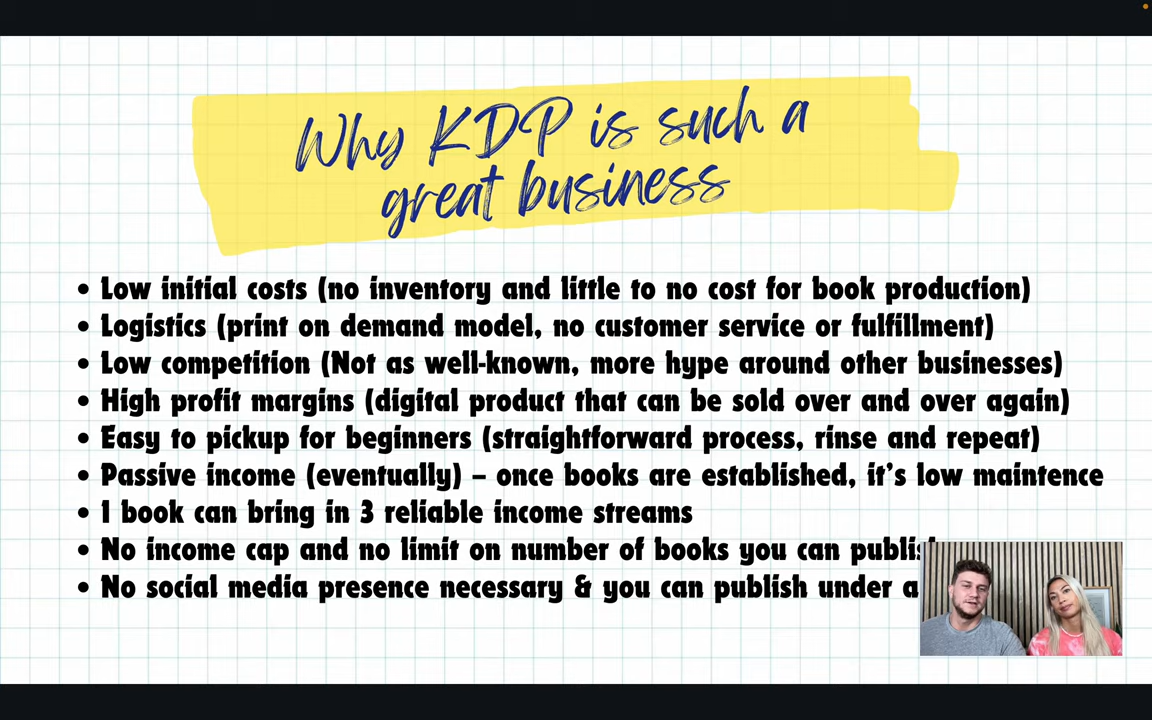 Why KDP is such a
great business
• Low initial costs (no inventory and little to no cost for book production)
• Logistics (print on demand model, no customer service or fulfillment)
• Low competition (Not as well-known, more hype around other businesses)
• High profit margins (digital product that can be sold over and over again)
• Easy to pickup for beginners (straightforward process, rinse and repeat)
• Passive income (eventually) – once books are established, it's low maintence
• 1 book can bring in 3 reliable income streams
• No income cap and no limit on number of books you can
• No social media presence necessary & you can publish under a